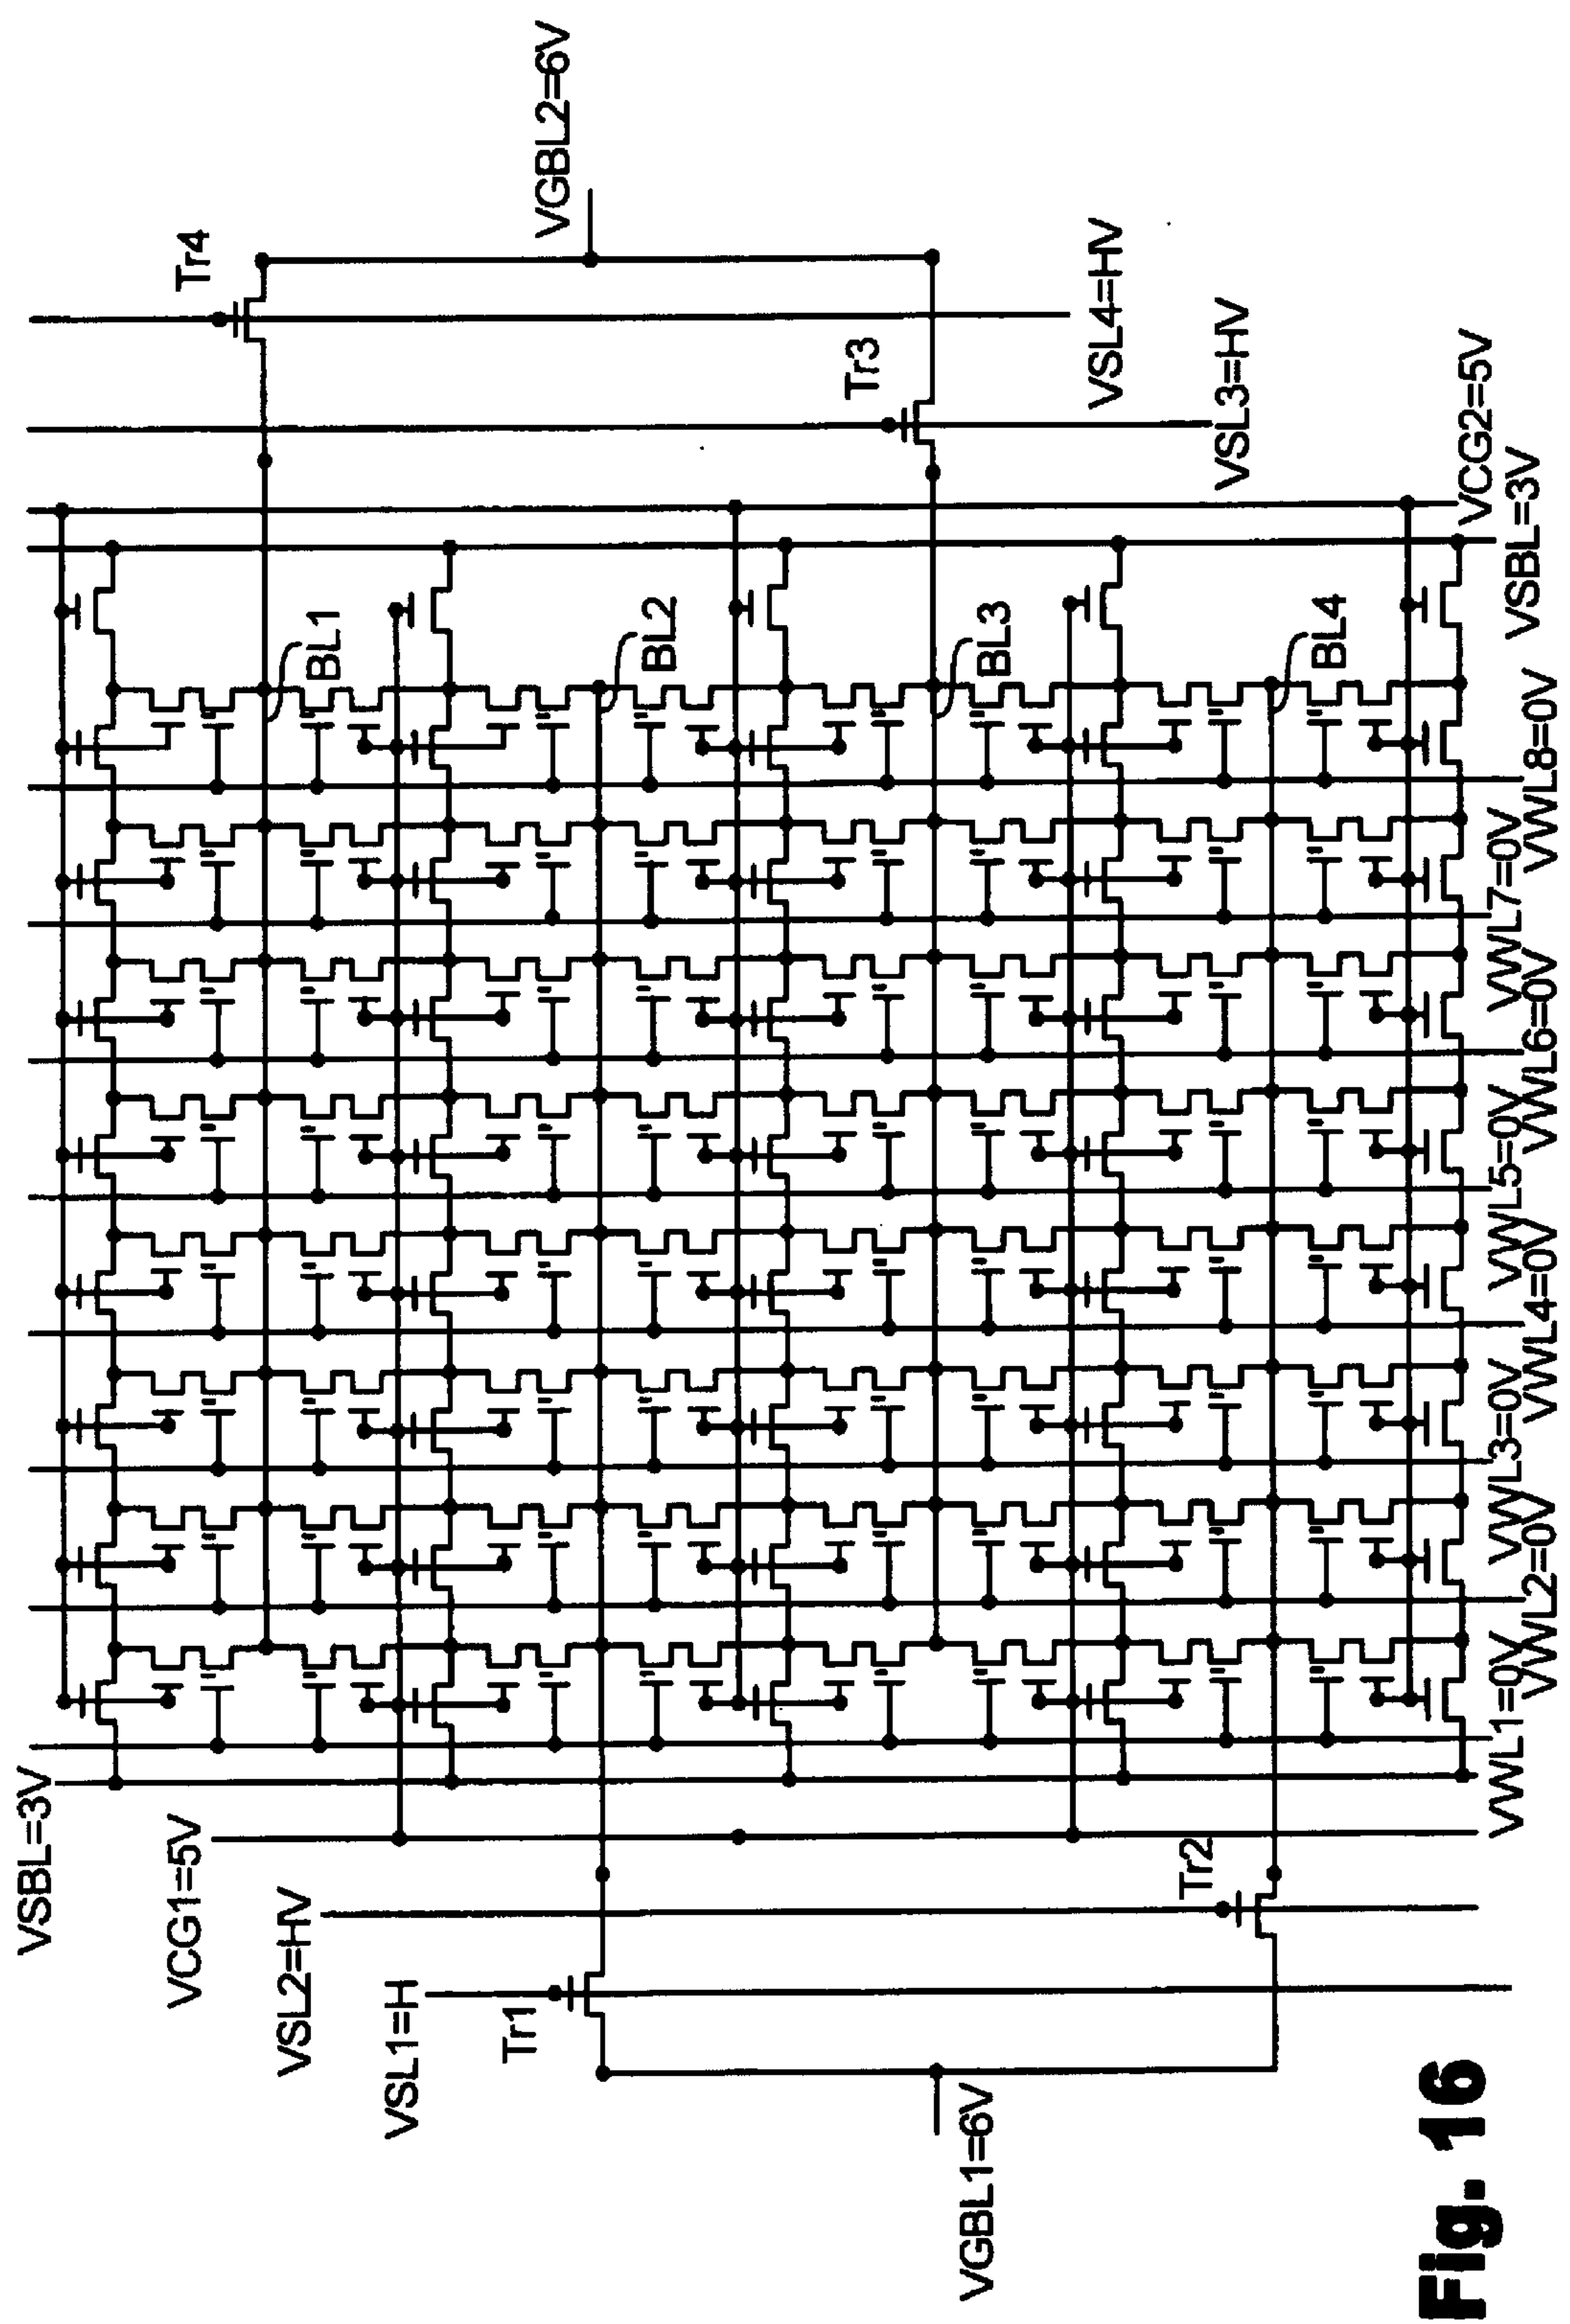 VSBL=3V
VCG1=5V
VSL2=HV
VSL1=H
Tr1
Tr2
VGBL1=6V
VWL1=0V
VWL2=0V
VWL3=0V
VWL4=0V
VWL5=0V
VWL6=0V
VWL7=0V
VWL8=0V
BL1
BL2
BL3
BL4
VSBL=3V
VCG2=5V
VSL3=HV
VSL4=HV
Tr3
Tr4
VGBL2=6V
Fig. 16